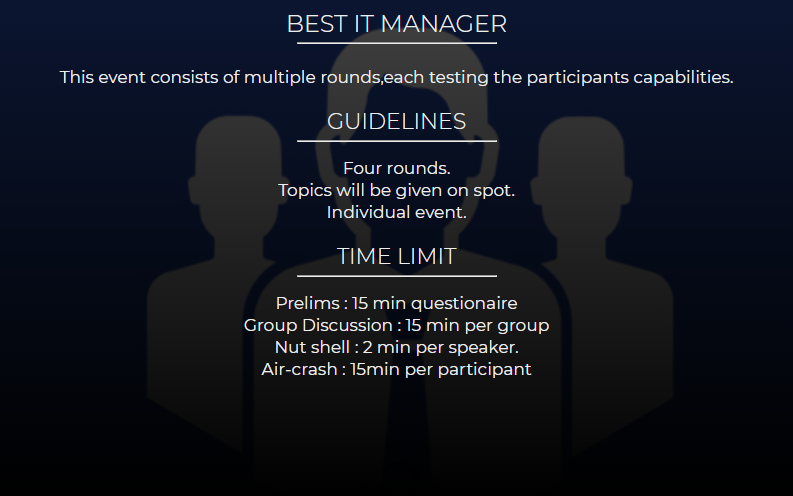 BEST IT MANAGER
This event consists of multiple rounds,each testing the participants capabilities.
GUIDELINES
Four rounds.
Topics will be given on spot.
Individual event.
TIME LIMIT
Prelims : 15 min questionaire
Group Discussion : 15 min per group
Nut shell : 2 min per speaker.
Air-crash : 15min per participant